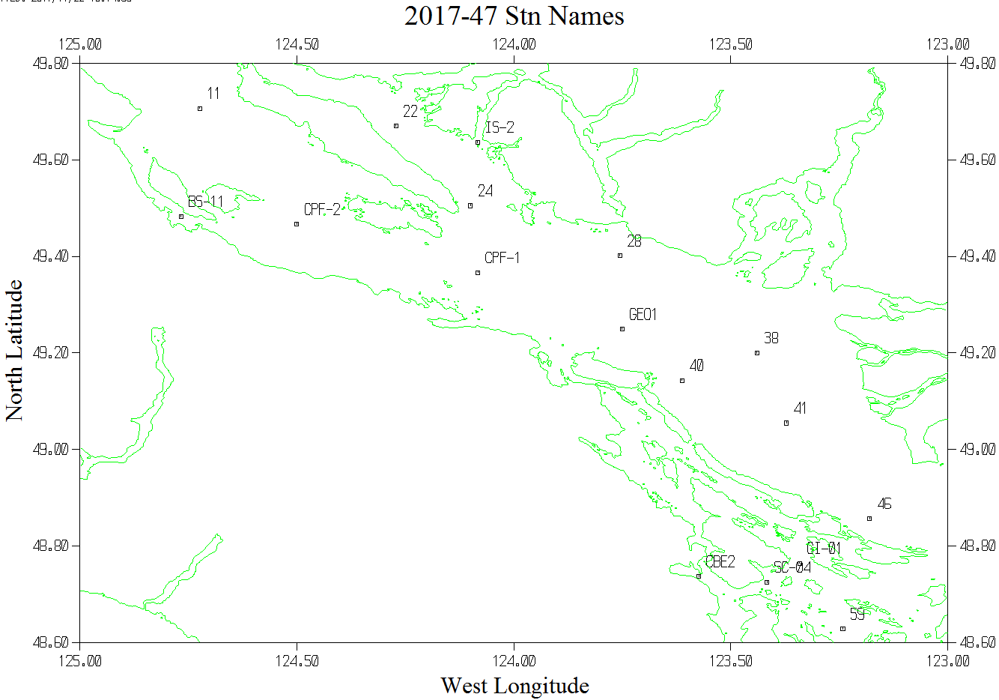 2017-47 Stn Names
125.00 124.50 124.00 123.50 123.00
49.80 49.80
11
22
IS-2
49.60 49.60
24
BS-11 CPF-2
28
49.40 CPF-1 49.40
GEO1
38
49.20 49.20
40
41
49.00 49.00
46
48.80 48.80
GI-01
CBE2 SC-04
59
48.60 48.60
125.00 124.50 124.00 123.50 123.00
West Longitude
North Latitude